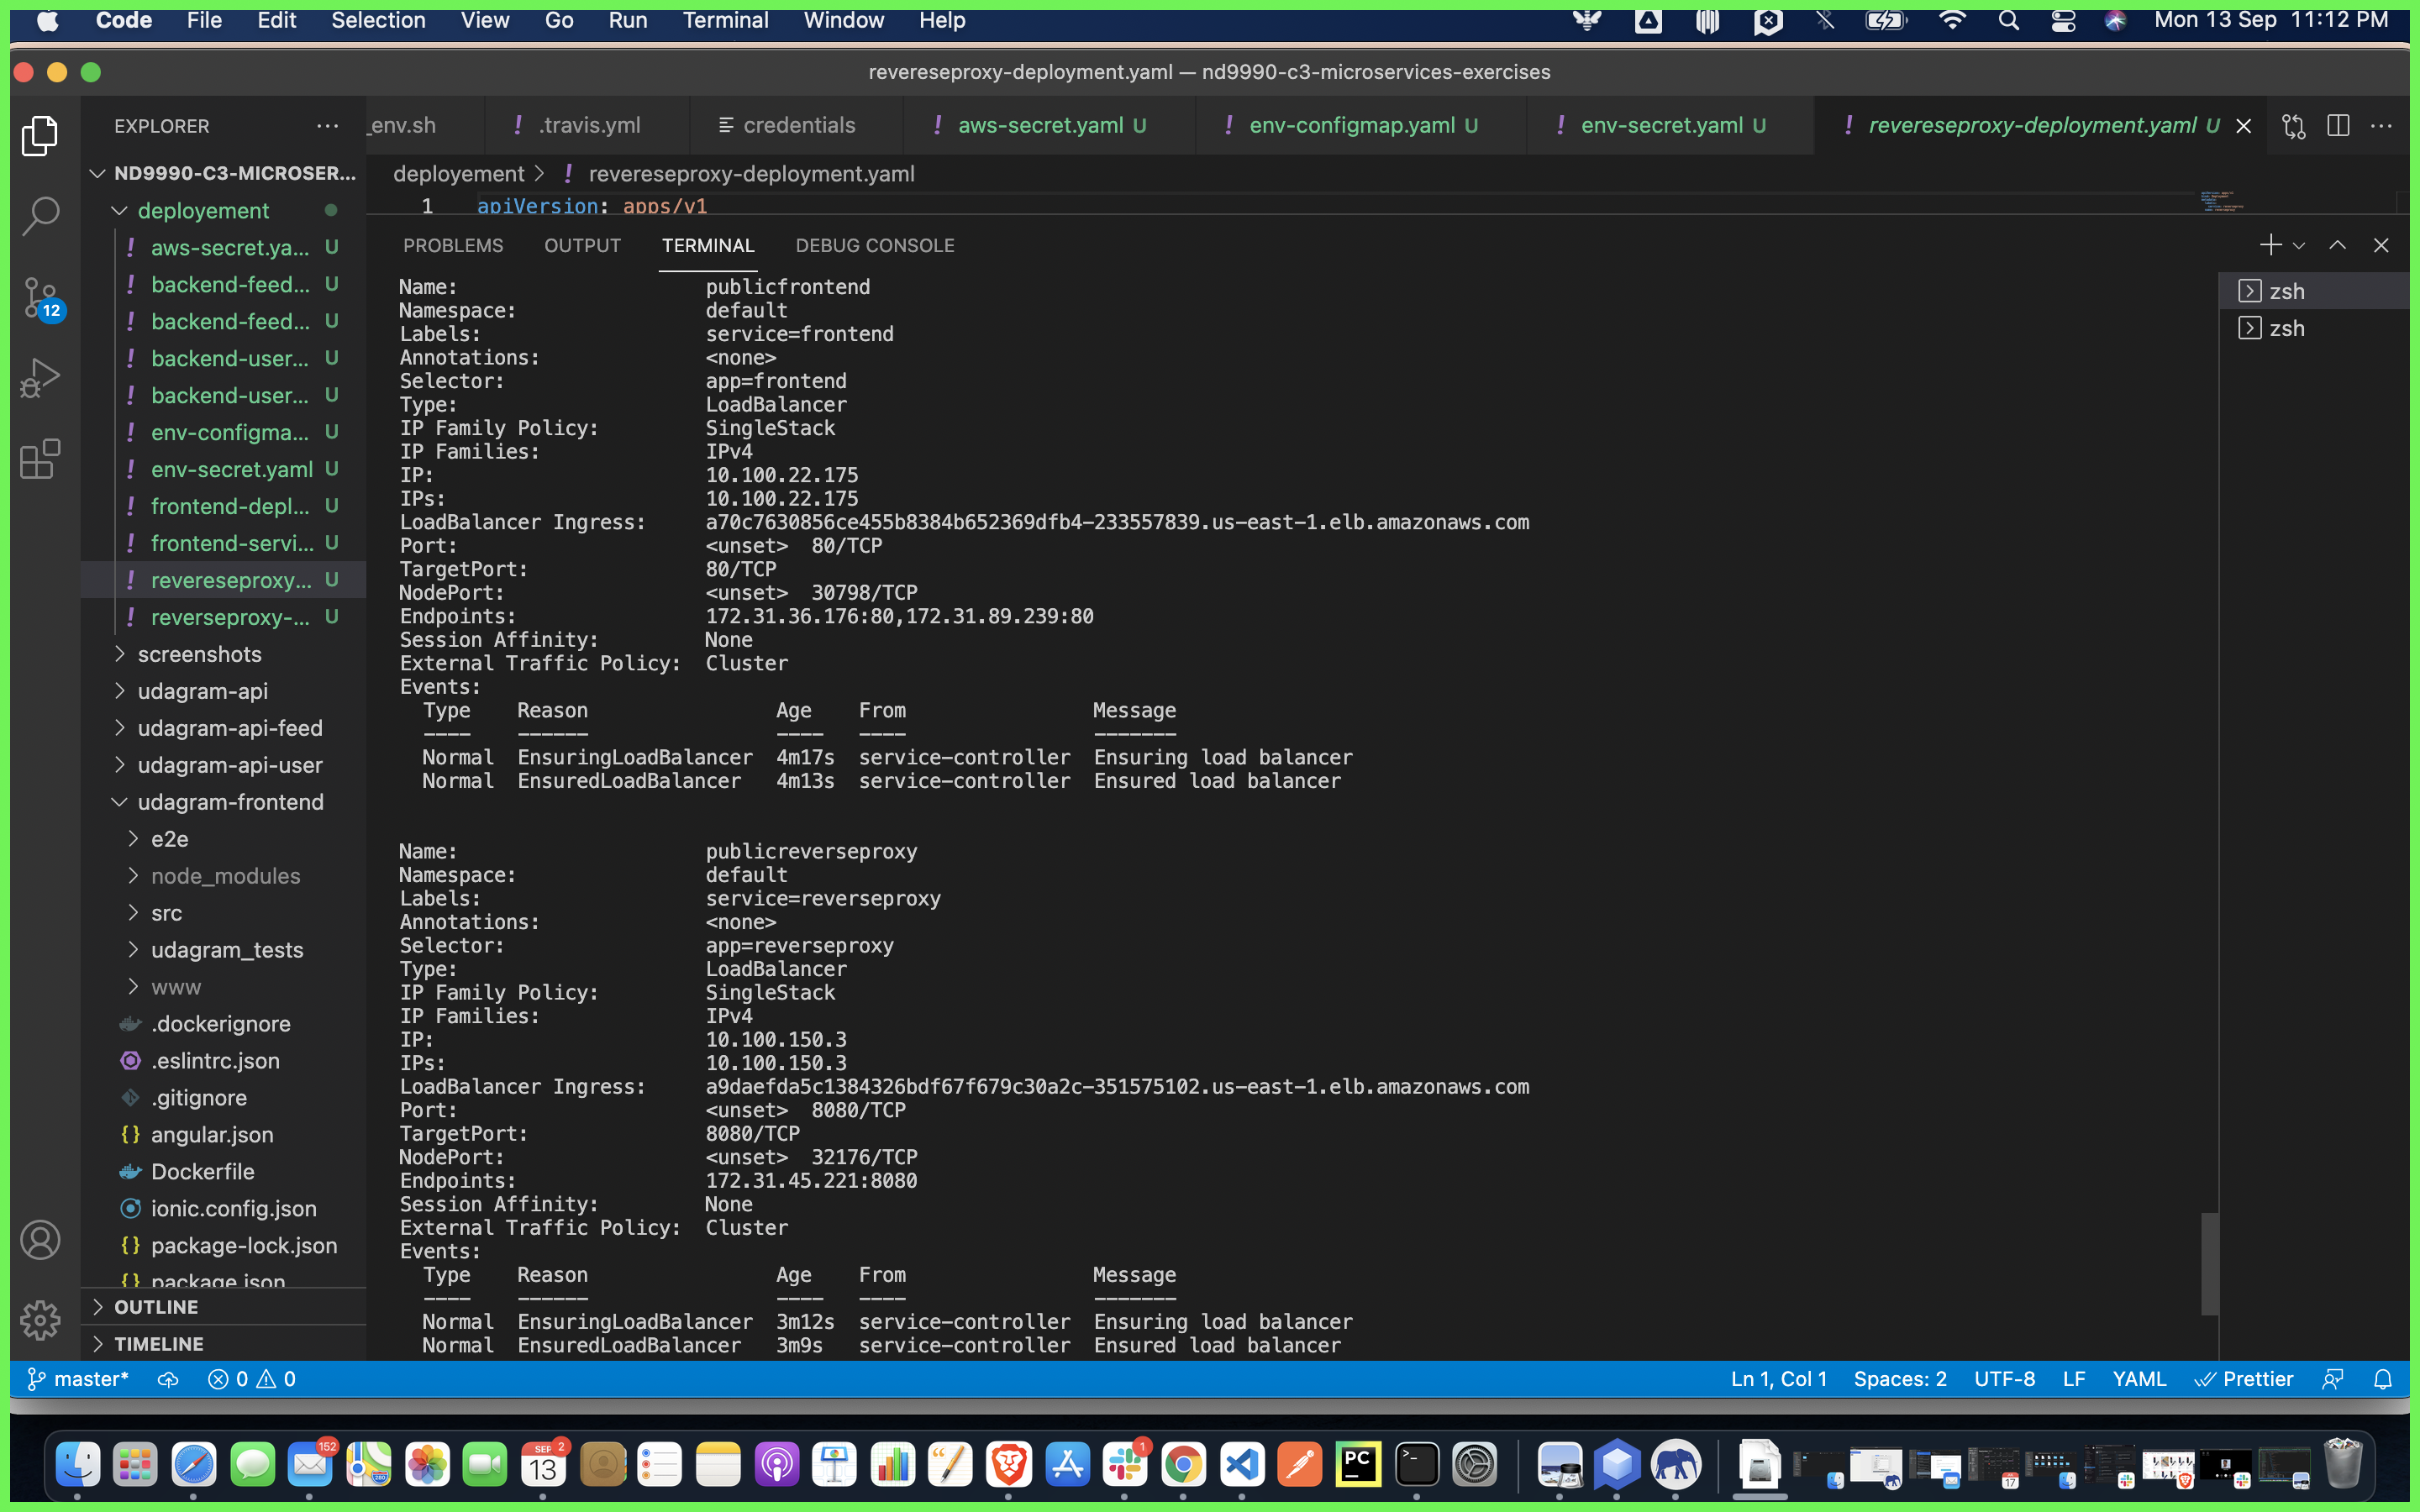 Code File Edit Selection View Go Run Terminal Window Help Mon 13 Sep 11:12 PM
revereseproxy-deployment.yaml — nd9990-c3-microservices-exercises
EXPLORER ... _env.sh ! .travis.yml credentials ! aws-secret.yaml U ! env-configmap.yaml U ! env-secret.yaml U ! revereseproxy-deployment.yaml U
ND9990-C3-MICROSER...
deployement > ! revereseproxy-deployment.yaml
1 apiVersion: apps/v1
deployement
! aws-secret.ya... U
! backend-feed... U
! backend-feed... U
! backend-user... U
! backend-user... U
! env-configma... U
! env-secret.yaml U
! frontend-depl... U
! frontend-servi... U
! revereseproxy... U
! reverseproxy-... U
screenshots
udagram-api
udagram-api-feed
udagram-api-user
udagram-frontend
e2e
node_modules
src
udagram_tests
www
.dockerignore
.eslintrc.json
.gitignore
angular.json
Dockerfile
ionic.config.json
package-lock.json
package.json
OUTLINE
TIMELINE
12
PROBLEMS OUTPUT TERMINAL DEBUG CONSOLE
zsh
zsh
Name: publicfrontend
Namespace: default
Labels: service=frontend
Annotations: <none>
Selector: app=frontend
Type: LoadBalancer
IP Family Policy: SingleStack
IP Families: IPv4
IP: 10.100.22.175
IPs: 10.100.22.175
LoadBalancer Ingress: a70c7630856ce455b8384b652369dfb4-233557839.us-east-1.elb.amazonaws.com
Port: <unset> 80/TCP
TargetPort: 80/TCP
NodePort: <unset> 30798/TCP
Endpoints: 172.31.36.176:80,172.31.89.239:80
Session Affinity: None
External Traffic Policy: Cluster
Events:
Type Reason Age From Message
---- ------ ---- ---- -------
Normal EnsuringLoadBalancer 4m17s service-controller Ensuring load balancer
Normal EnsuredLoadBalancer 4m13s service-controller Ensured load balancer
Name: publicreverseproxy
Namespace: default
Labels: service=reverseproxy
Annotations: <none>
Selector: app=reverseproxy
Type: LoadBalancer
IP Family Policy: SingleStack
IP Families: IPv4
IP: 10.100.150.3
IPs: 10.100.150.3
LoadBalancer Ingress: a9daefda5c1384326bdf67f679c30a2c-351575102.us-east-1.elb.amazonaws.com
Port: <unset> 8080/TCP
TargetPort: 8080/TCP
NodePort: <unset> 32176/TCP
Endpoints: 172.31.45.221:8080
Session Affinity: None
External Traffic Policy: Cluster
Events:
Type Reason Age From Message
---- ------ ---- ---- -------
Normal EnsuringLoadBalancer 3m12s service-controller Ensuring load balancer
Normal EnsuredLoadBalancer 3m9s service-controller Ensured load balancer
master* 0 0 Ln 1, Col 1 Spaces: 2 UTF-8 LF YAML Prettier
152 SEP 13 2 1 PC